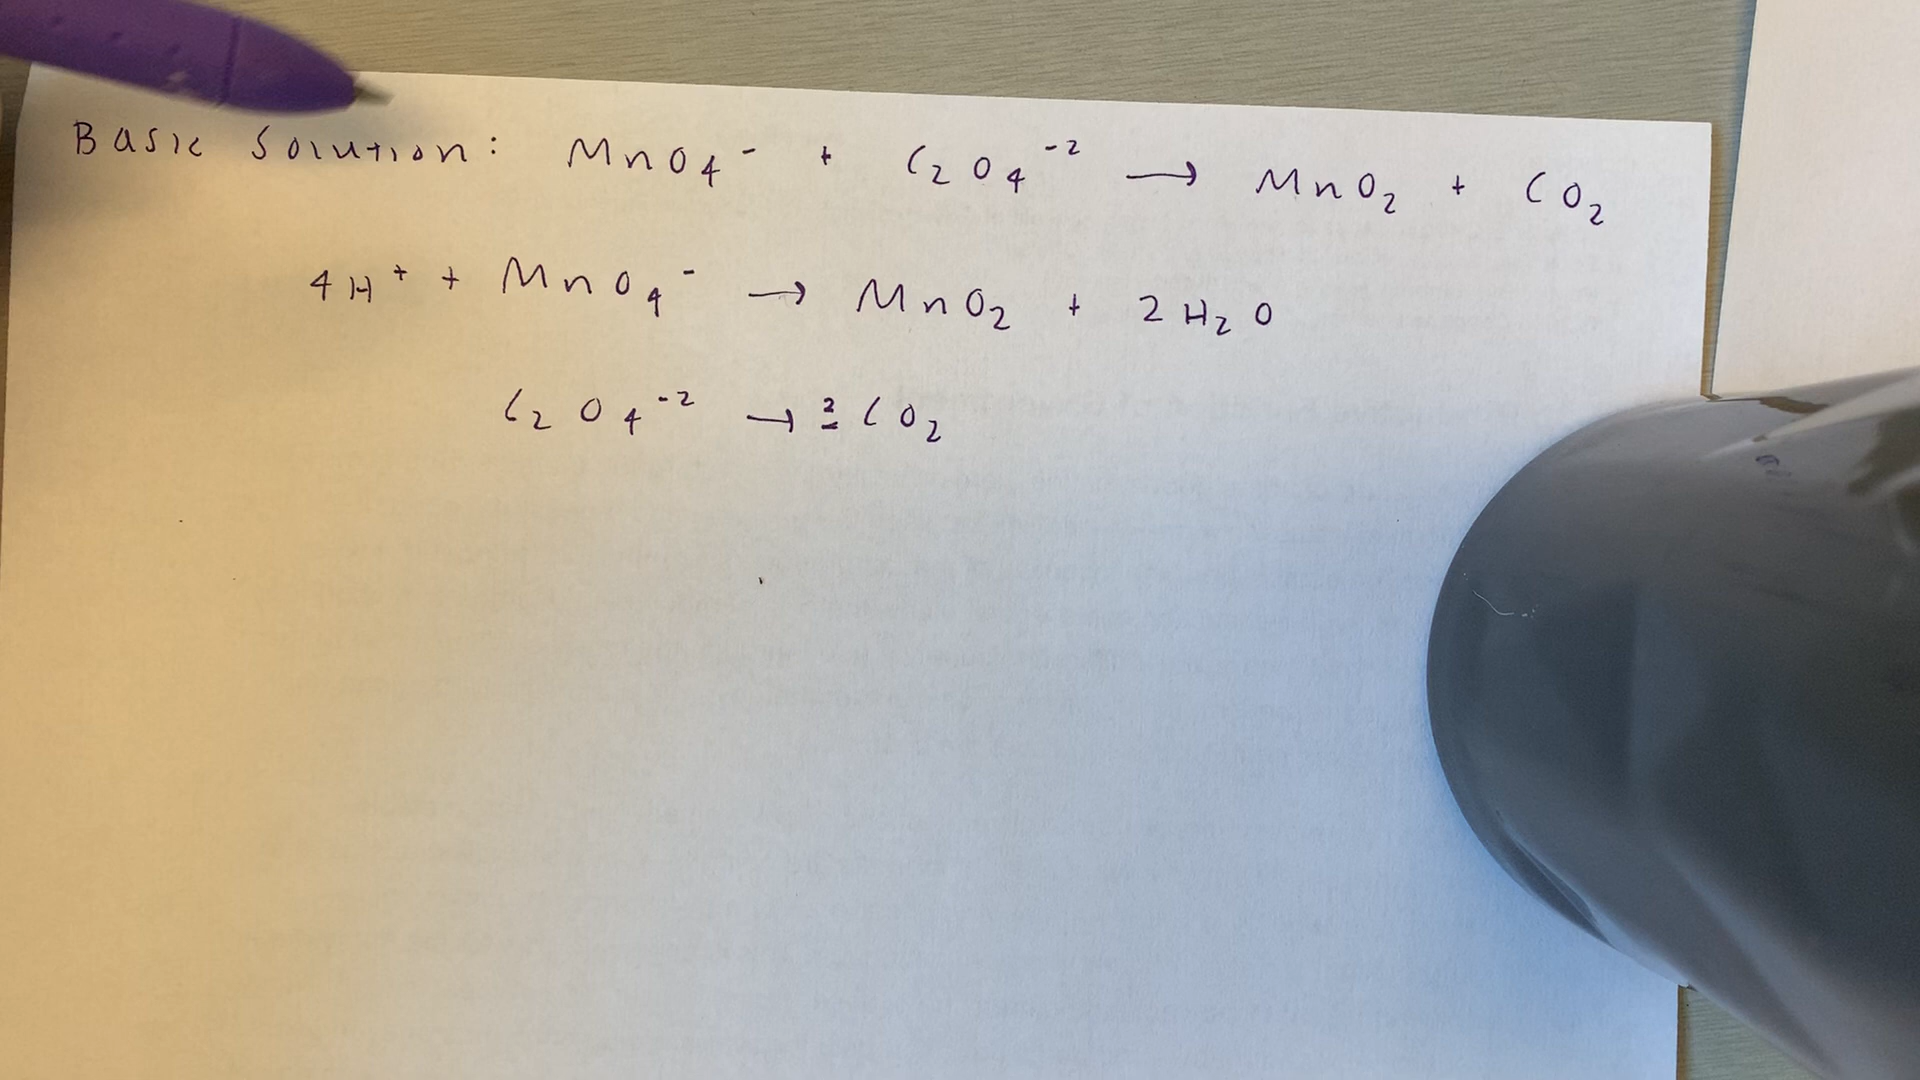 Basic Solution: MnO₄⁻ + C₂O₄⁻² → MnO₂ + CO₂
4H⁺ + MnO₄⁻ → MnO₂ + 2H₂O
C₂O₄⁻² → 2CO₂